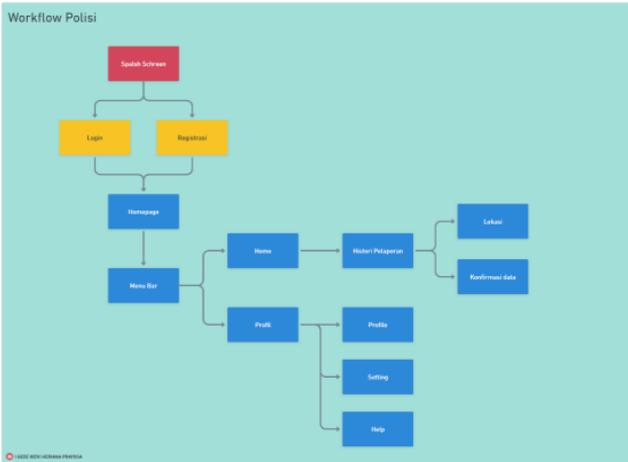 Workflow Polisi
Spalsh Schreen
Login
Registrasi
Homepage
Menu Bar
Home
Histori Pelaporan
Lokasi
Konfirmasi data
Profil
Profile
Setting
Help